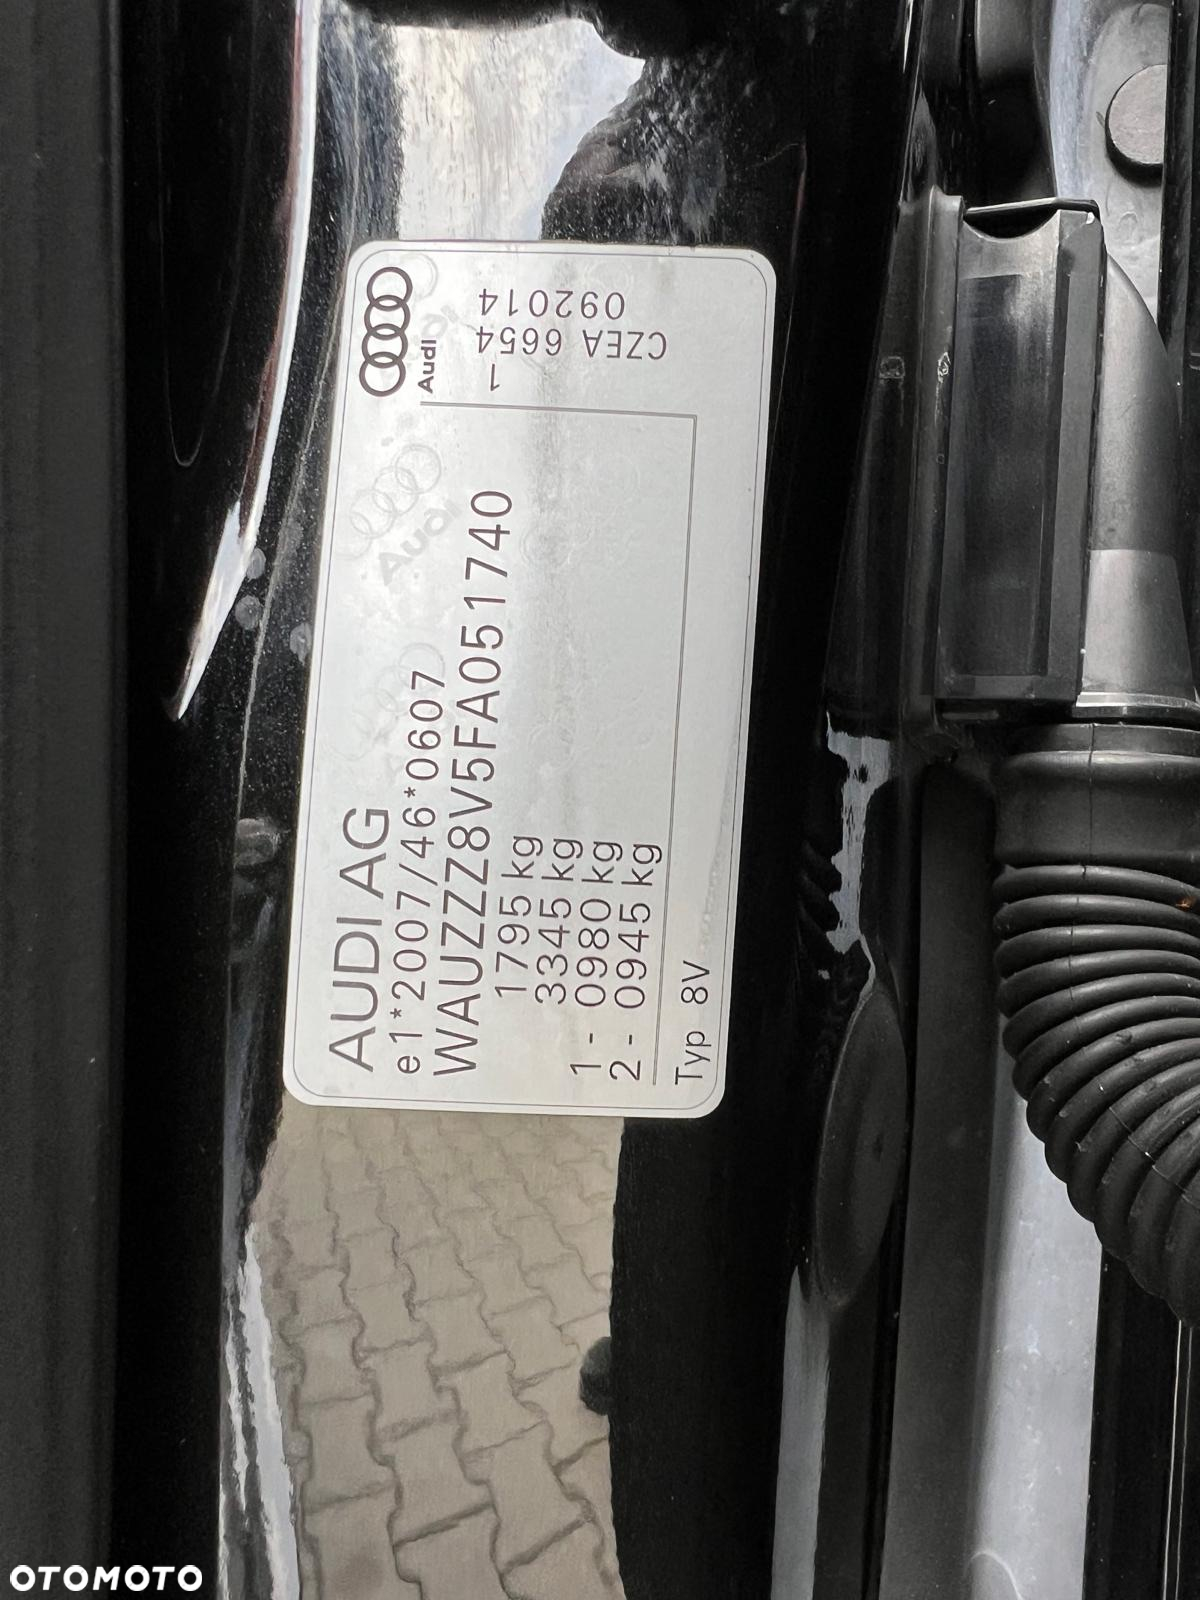 AUDI AG
Audi
e1*2007/46*0607
WAUZZZ8V5FA051740
1795 kg
3345 kg
1 - 0980 kg
2 - 0945 kg
Typ 8V
1
CZEA 6654
092014
Audi
OTOMOTO